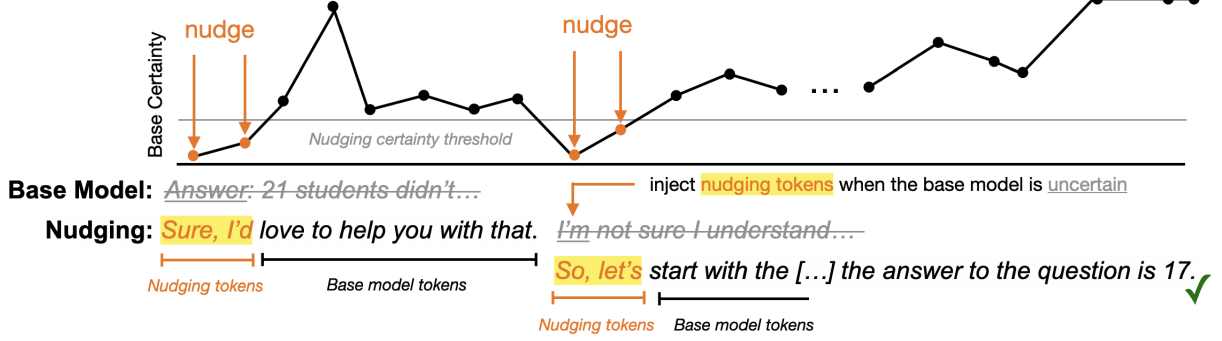 nudge
nudge
Base Certainty
...
Nudging certainty threshold
Base Model: Answer: 21 students didn't…
inject nudging tokens when the base model is uncertain
Nudging: Sure, I'd love to help you with that. I'm not sure I understand…
So, let's start with the […] the answer to the question is 17.
Nudging tokens
Base model tokens
Nudging tokens
Base model tokens